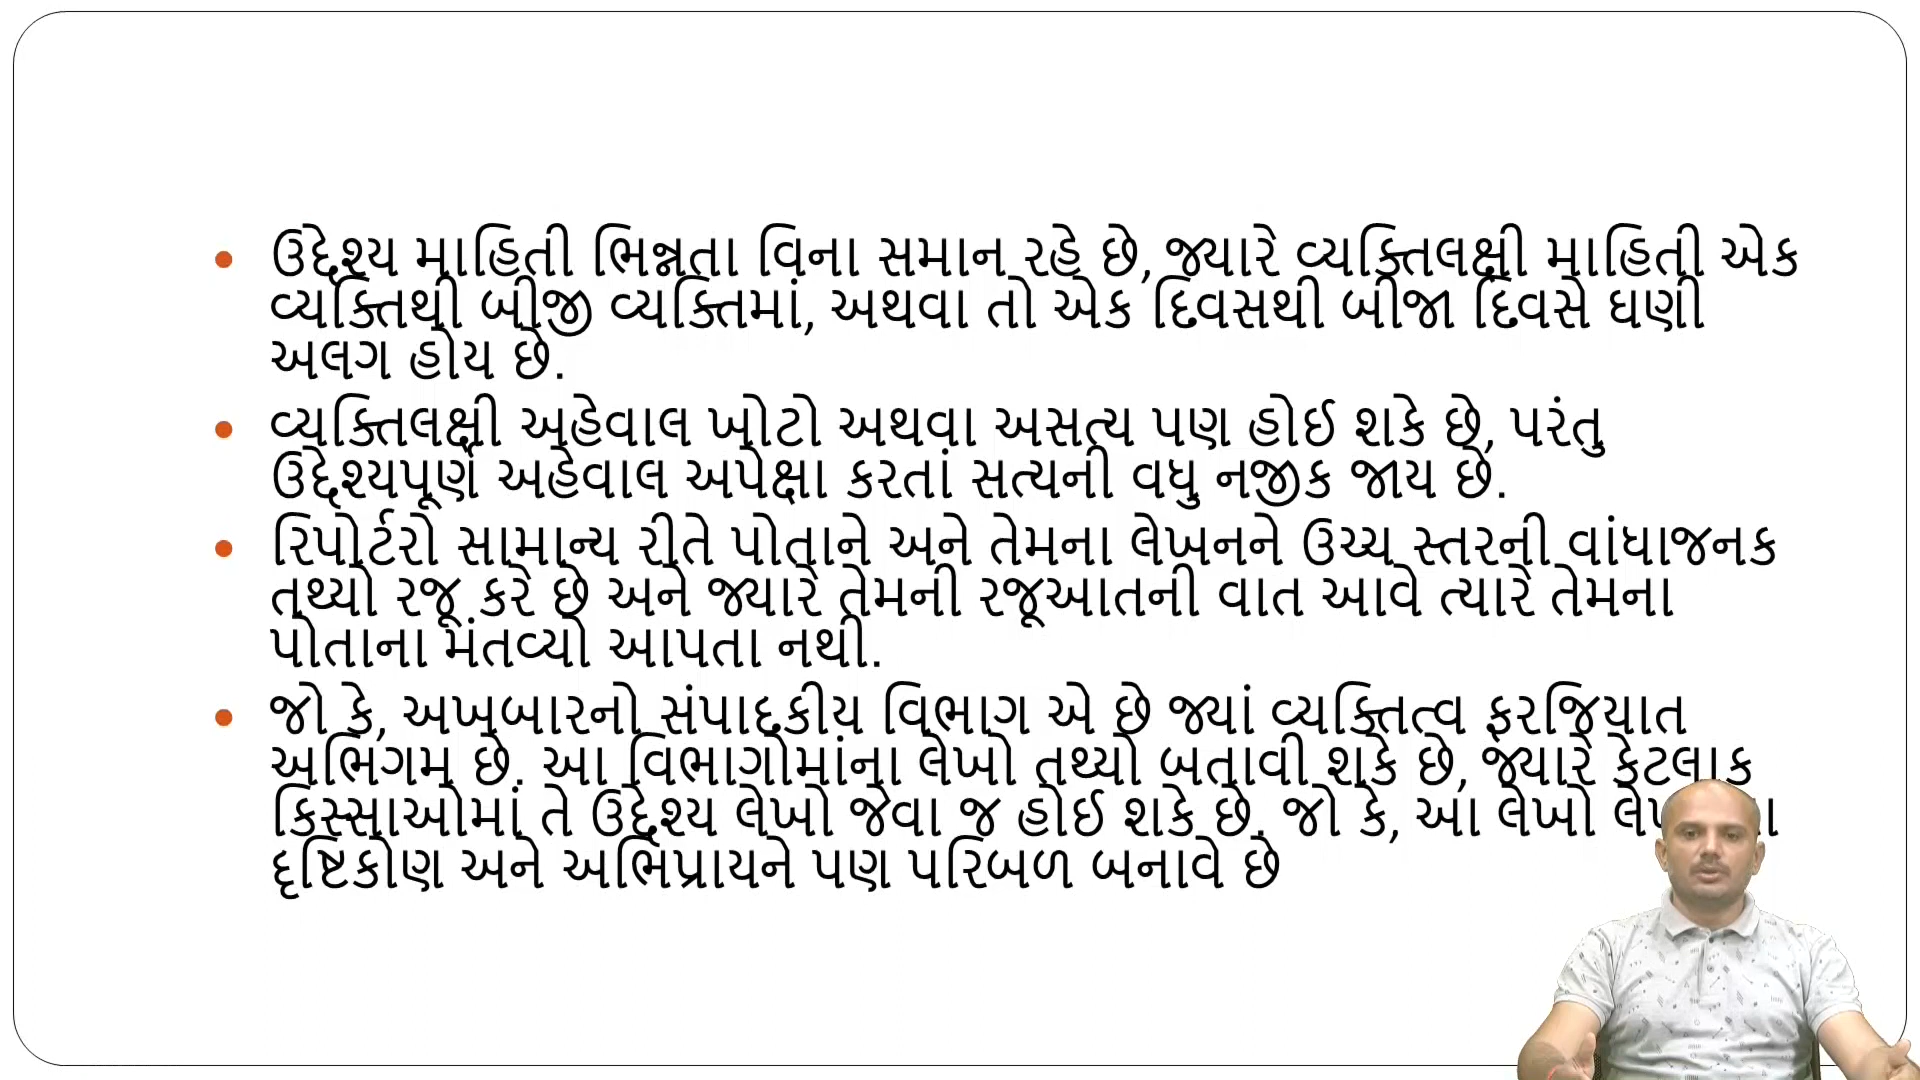 ઉદ્દેશ્ય માહિતી ભિન્નતા વિના સમાન રહે છે, જ્યારે વ્યક્તિલક્ષી માહિતી એક
વ્યક્તિથી બીજી વ્યક્તિમાં, અથવા તો એક દિવસથી બીજા દિવસે ઘણી
અલગ હોય છે.
વ્યક્તિલક્ષી અહેવાલ ખોટો અથવા અસત્ય પણ હોઈ શકે છે, પરંતુ
ઉદ્દેશ્યપૂર્ણ અહેવાલ અપેક્ષા કરતાં સત્યની વધુ નજીક જાય છે.
રિપોર્ટરો સામાન્ય રીતે પોતાને અને તેમના લેખનને ઉચ્ચ સ્તરની વાંધાજનક
તથ્યો રજૂ કરે છે અને જ્યારે તેમની રજૂઆતની વાત આવે ત્યારે તેમના
પોતાના મંતવ્યો આપતા નથી.
જો કે, અખબારનો સંપાદકીય વિભાગ એ છે જ્યાં વ્યક્તિત્વ ફરજિયાત
અભિગમ છે. આ વિભાગોમાંના લેખો તથ્યો બતાવી શકે છે, જ્યારે કેટલાક
કિસ્સાઓમાં તે ઉદ્દેશ્ય લેખો જેવા જ હોઈ શકે છે. જો કે, આ લેખો
દૃષ્ટિકોણ અને અભિપ્રાયને પણ પરિબળ બનાવે છે